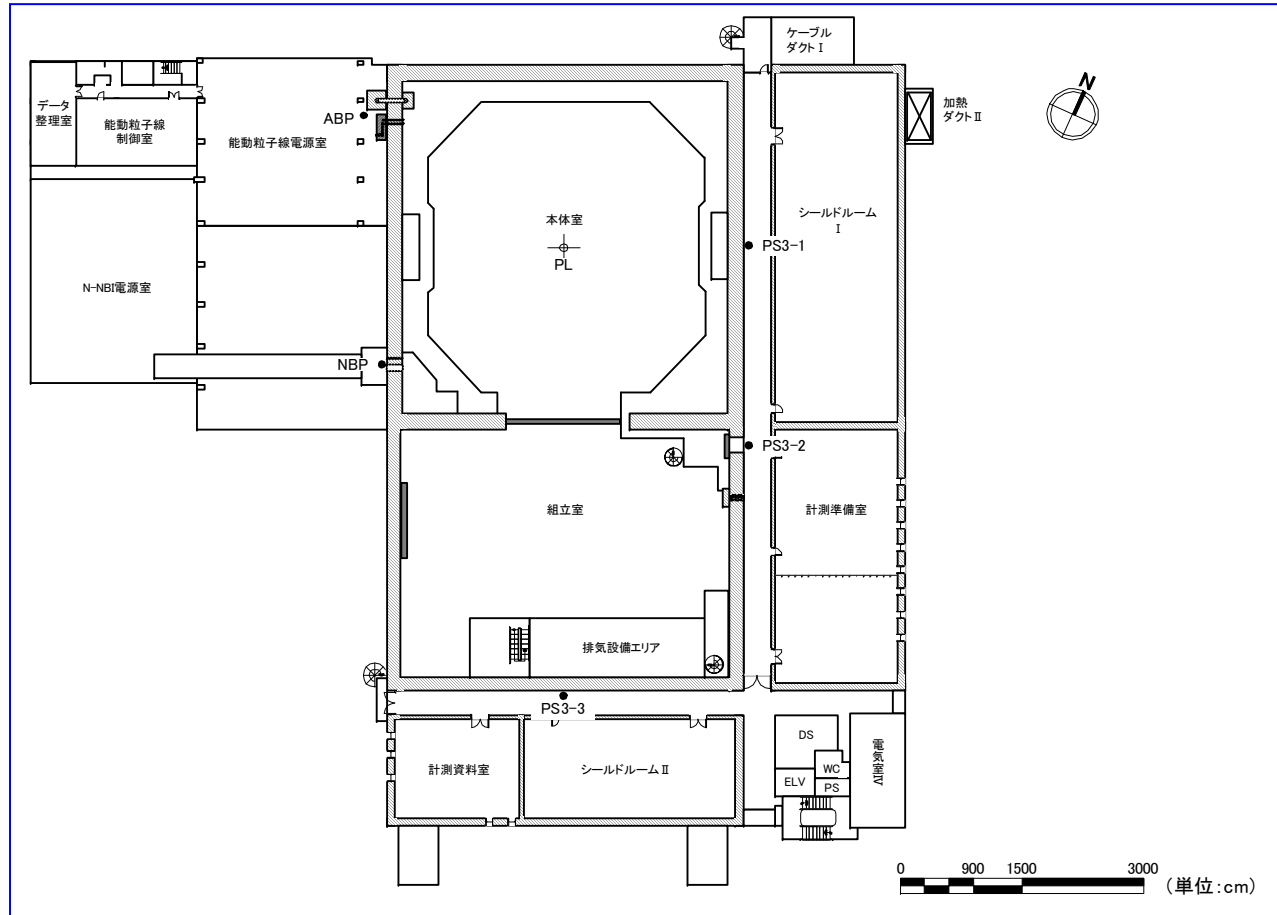 ケーブル
ダクトⅠ
N
加熱
ダクトⅡ
データ
整理室
能動粒子線
制御室
ABP
能動粒子線電源室
本体室
シールドルーム
Ⅰ
PS3-1
PL
N-NBI電源室
NBP
PS3-2
組立室
計測準備室
排気設備エリア
PS3-3
DS
WC
ELV
PS
電気室Ⅳ
計測資料室
シールドルームⅡ
0 900 1500 3000
(単位:cm)